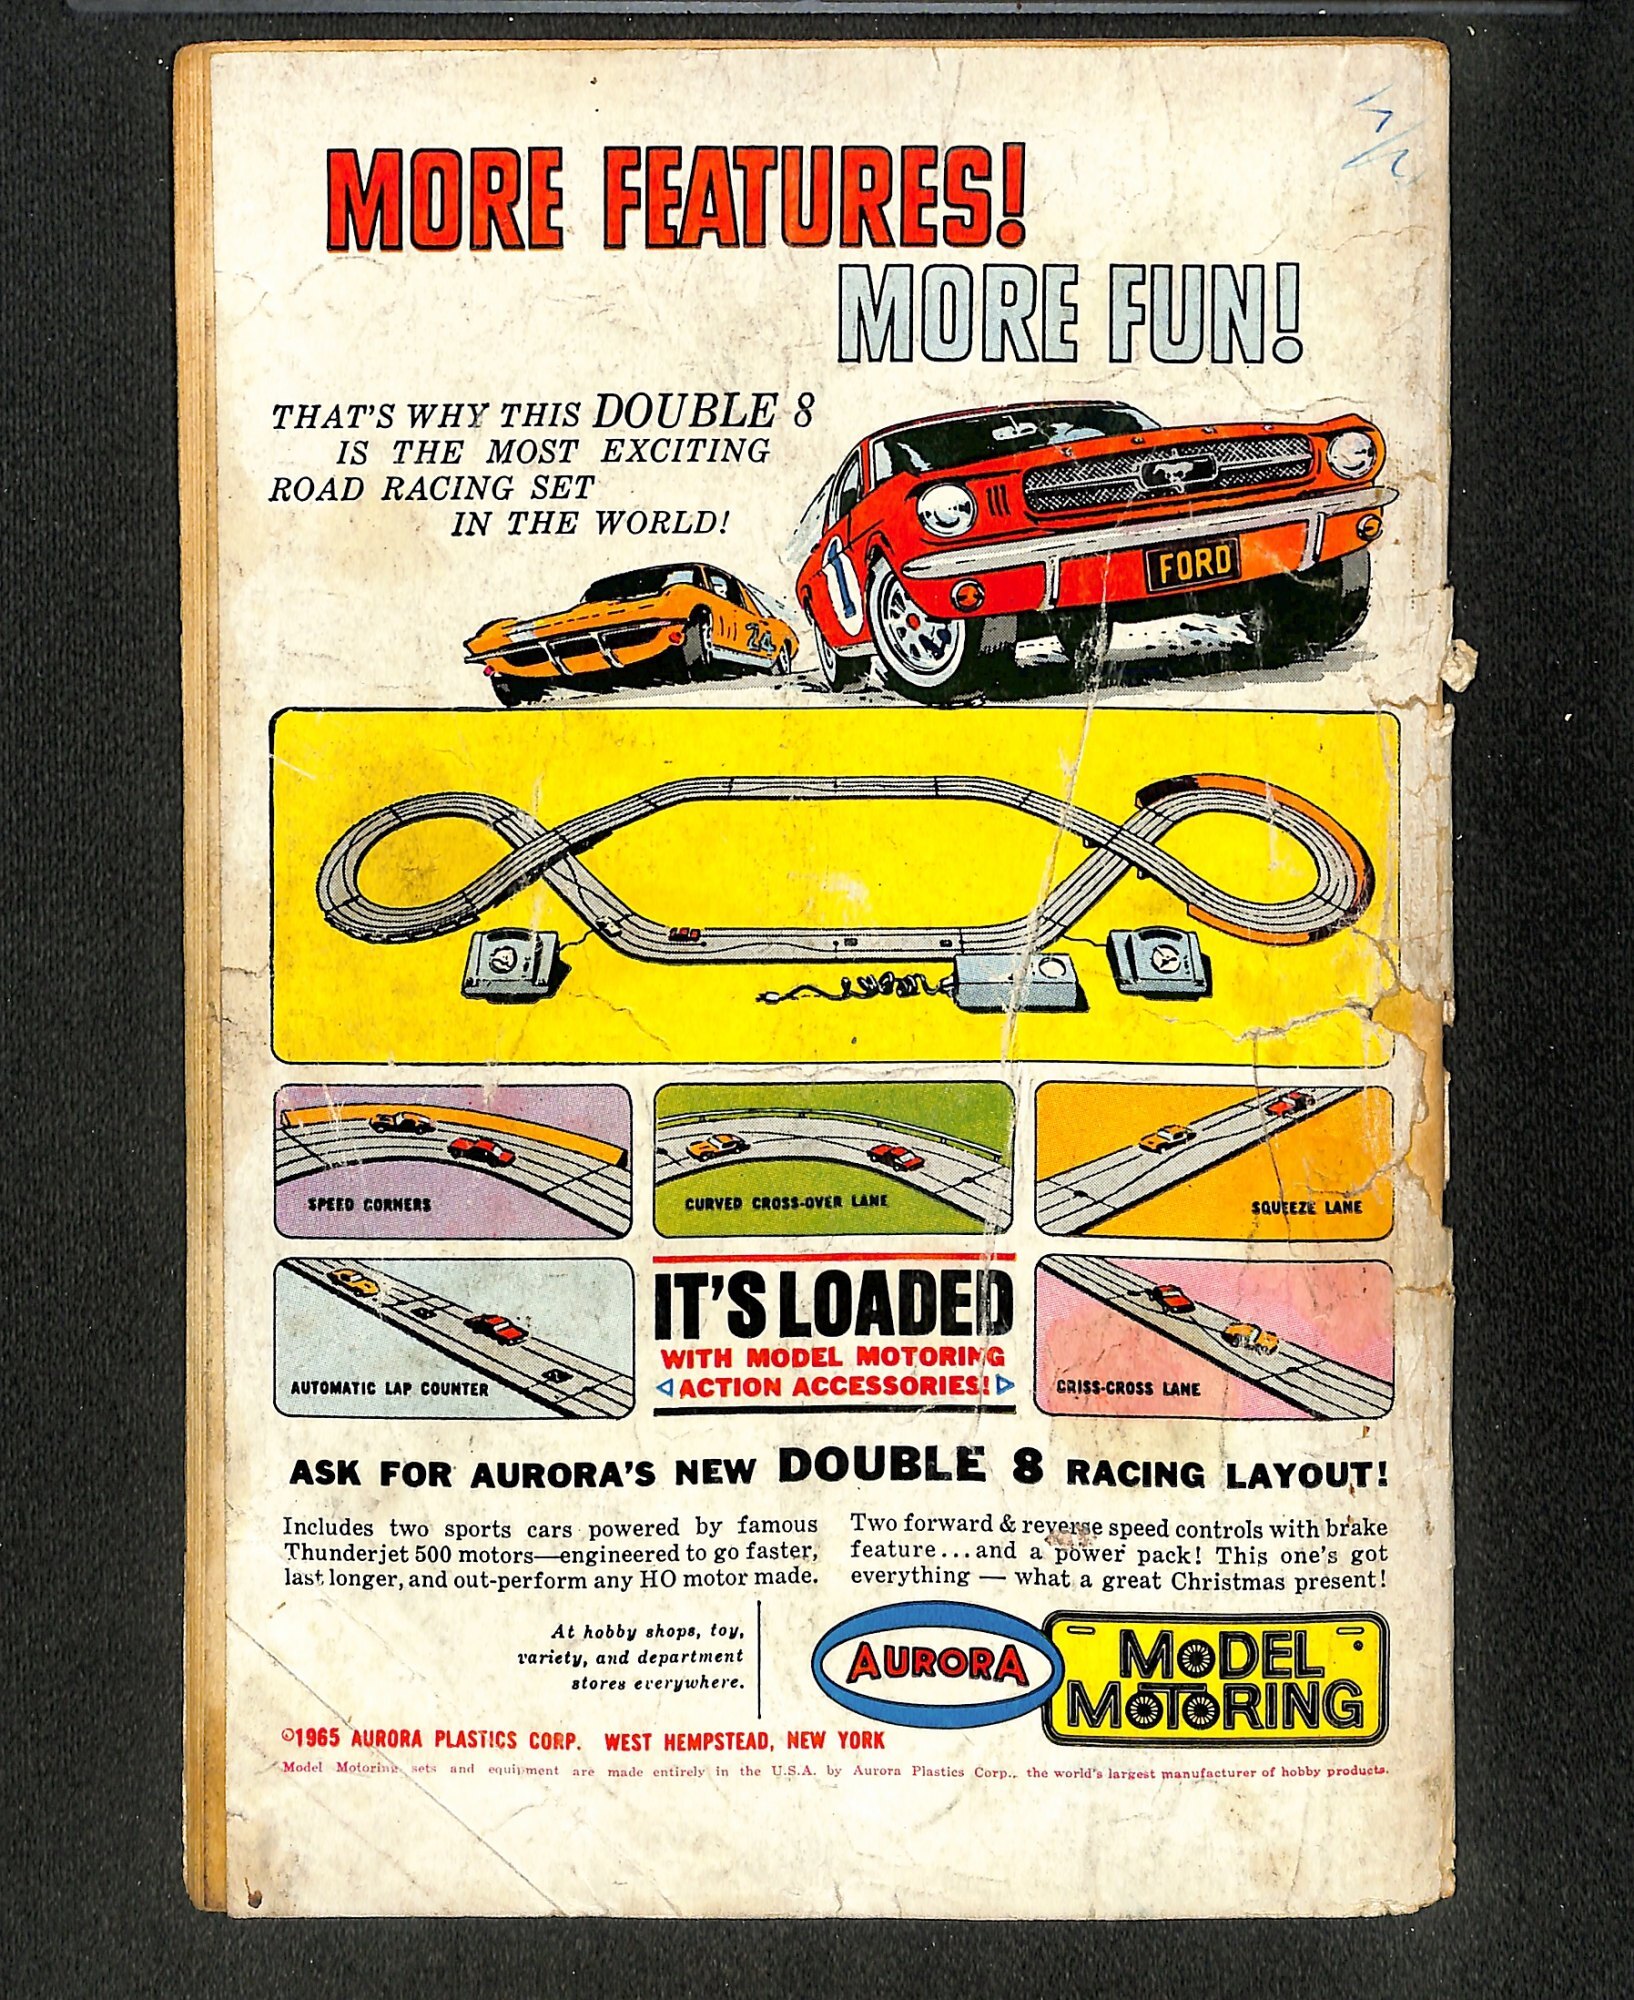 MORE FEATURES!
MORE FUN!
THAT'S WHY THIS DOUBLE 8
IS THE MOST EXCITING
ROAD RACING SET
IN THE WORLD!
FORD
1
24
SPEED CORNERS
CURVED CROSS-OVER LANE
SQUEEZE LANE
AUTOMATIC LAP COUNTER
IT'S LOADED
WITH MODEL MOTORING
ACTION ACCESSORIES!
CRISS-CROSS LANE
ASK FOR AURORA'S NEW DOUBLE 8 RACING LAYOUT!
Includes two sports cars powered by famous
Thunderjet 500 motors—engineered to go faster,
last longer, and out-perform any HO motor made.
Two forward & reverse speed controls with brake
feature...and a power pack! This one's got
everything — what a great Christmas present!
At hobby shops, toy,
variety, and department
stores everywhere.
AURORA
MODEL
MOTORING
©1965 AURORA PLASTICS CORP. WEST HEMPSTEAD, NEW YORK
Model Motoring sets and equipment are made entirely in the U.S.A. by Aurora Plastics Corp., the world's largest manufacturer of hobby products.